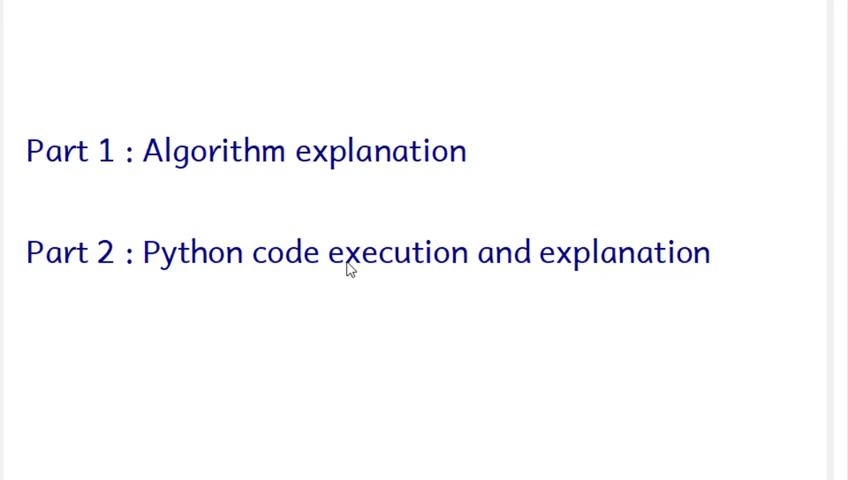 Part 1 : Algorithm explanation
Part 2 : Python code execution and explanation